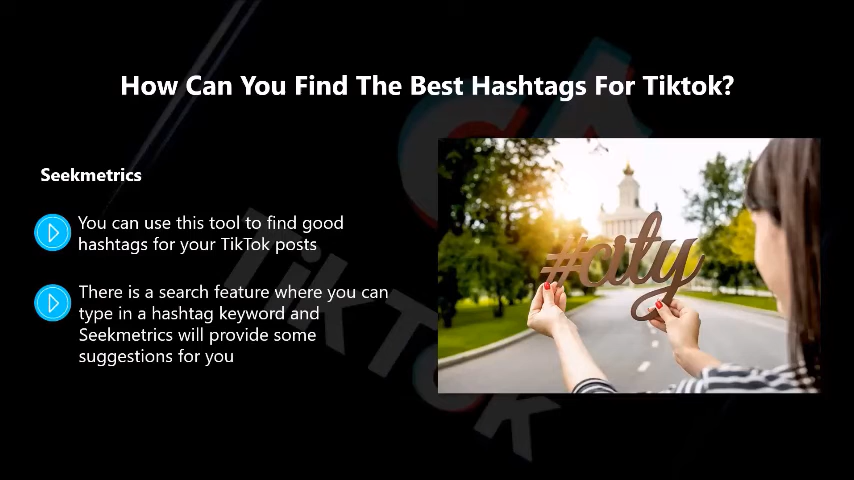 How Can You Find The Best Hashtags For Tiktok?
Seekmetrics
You can use this tool to find good
hashtags for your TikTok posts
There is a search feature where you can
type in a hashtag keyword and
Seekmetrics will provide some
suggestions for you
#city
TikTok